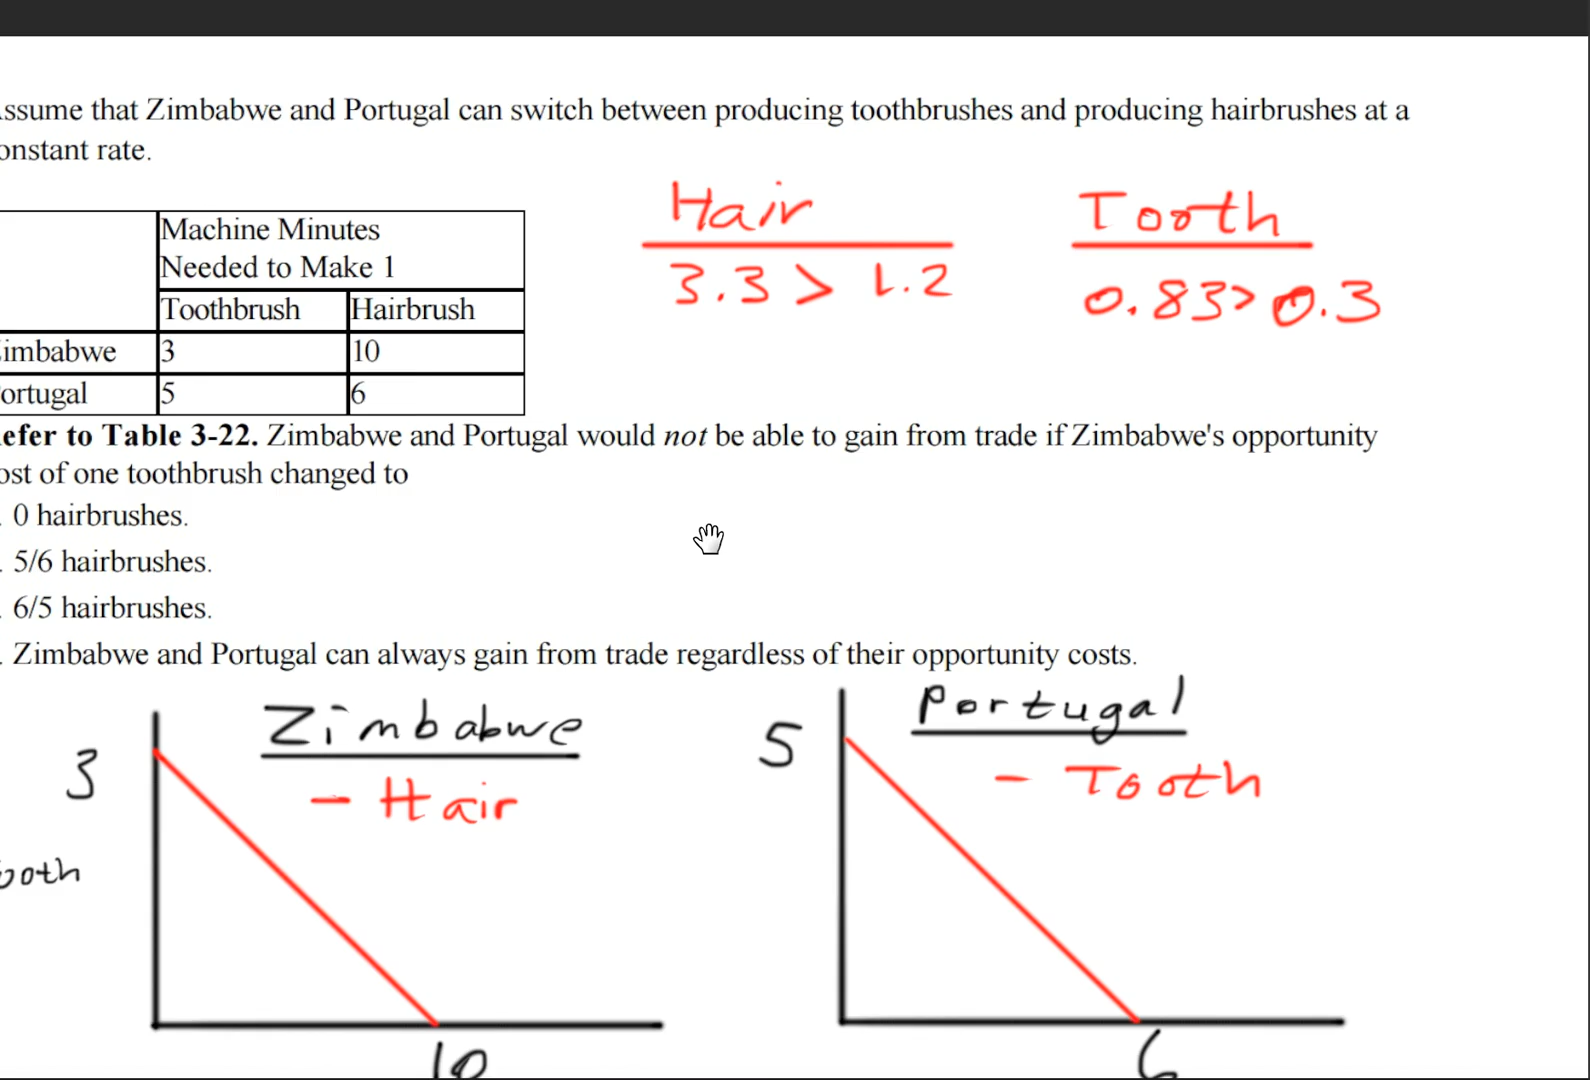 ssume that Zimbabwe and Portugal can switch between producing toothbrushes and producing hairbrushes at a
onstant rate.
Hair
3.3 > 1.2
Tooth
0.83 > 0.3
Machine Minutes
Needed to Make 1
Toothbrush Hairbrush
imbabwe 3 10
ortugal 5 6
efer to Table 3-22. Zimbabwe and Portugal would not be able to gain from trade if Zimbabwe's opportunity
ost of one toothbrush changed to
. 0 hairbrushes.
. 5/6 hairbrushes.
. 6/5 hairbrushes.
. Zimbabwe and Portugal can always gain from trade regardless of their opportunity costs.
Zimbabwe
- Hair
3
ooth
10
Portugal
- Tooth
5
6